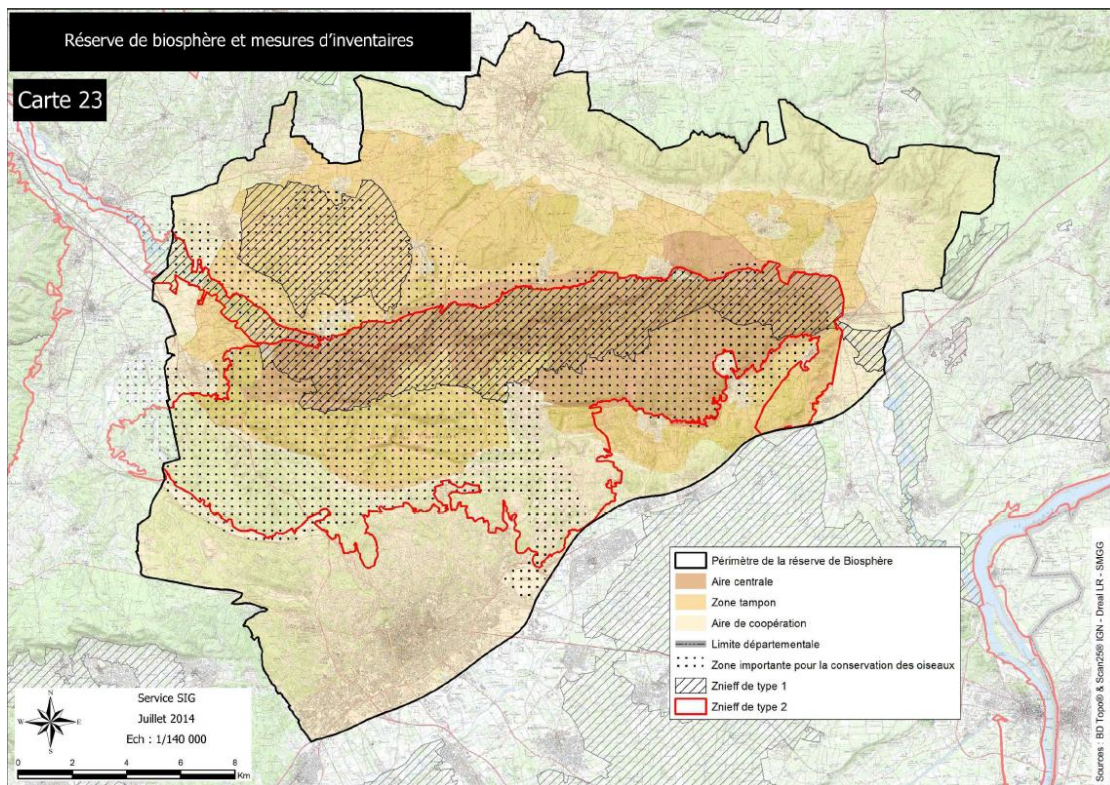 Réserve de biosphère et mesures d'inventaires
Carte 23
Périmètre de la réserve de Biosphère
Aire centrale
Zone tampon
Aire de coopération
Limite départementale
Zone importante pour la conservation des oiseaux
Znieff de type 1
Znieff de type 2
N
W
E
S
Service SIG
Juillet 2014
Ech : 1/140 000
0 2 4 6 8
Km
Sources : BD Topo® & Scan25® IGN - Dreal LR - SMGG